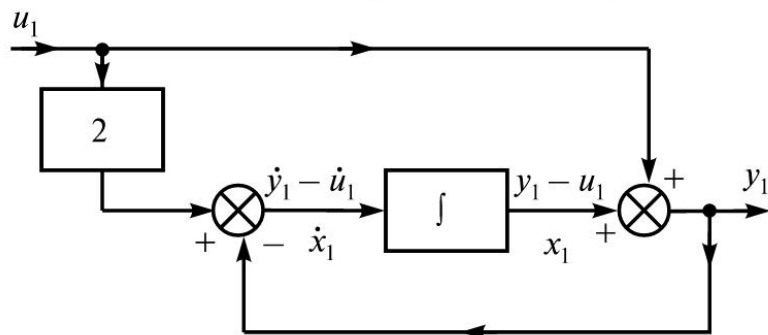 u₁
2
ẏ₁ − u̇₁
∫
y₁ − u₁
+
y₁
+
−
ẋ₁
x₁
+